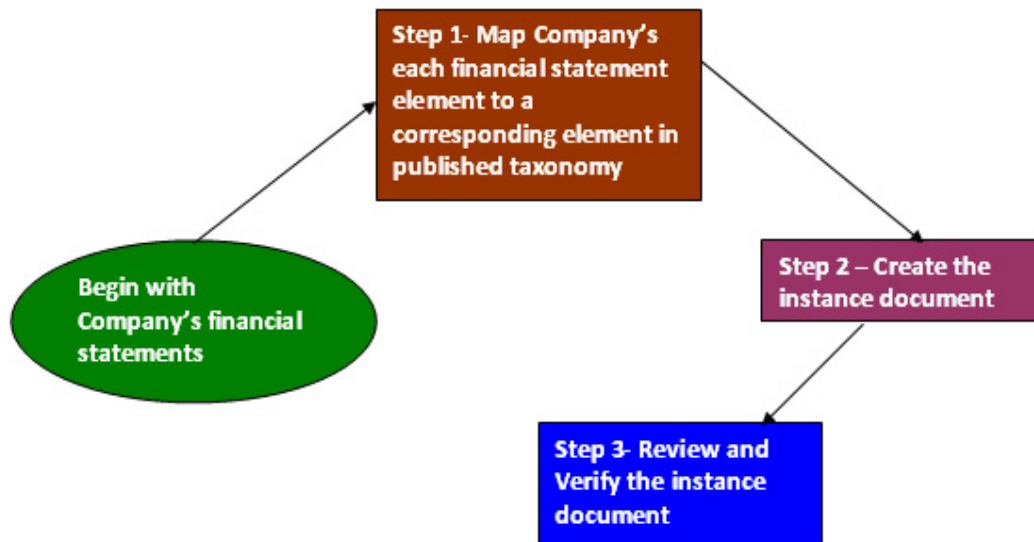 Begin with
Company's financial
statements
Step 1- Map Company's
each financial statement
element to a
corresponding element in
published taxonomy
Step 2 – Create the
instance document
Step 3- Review and
Verify the instance
document